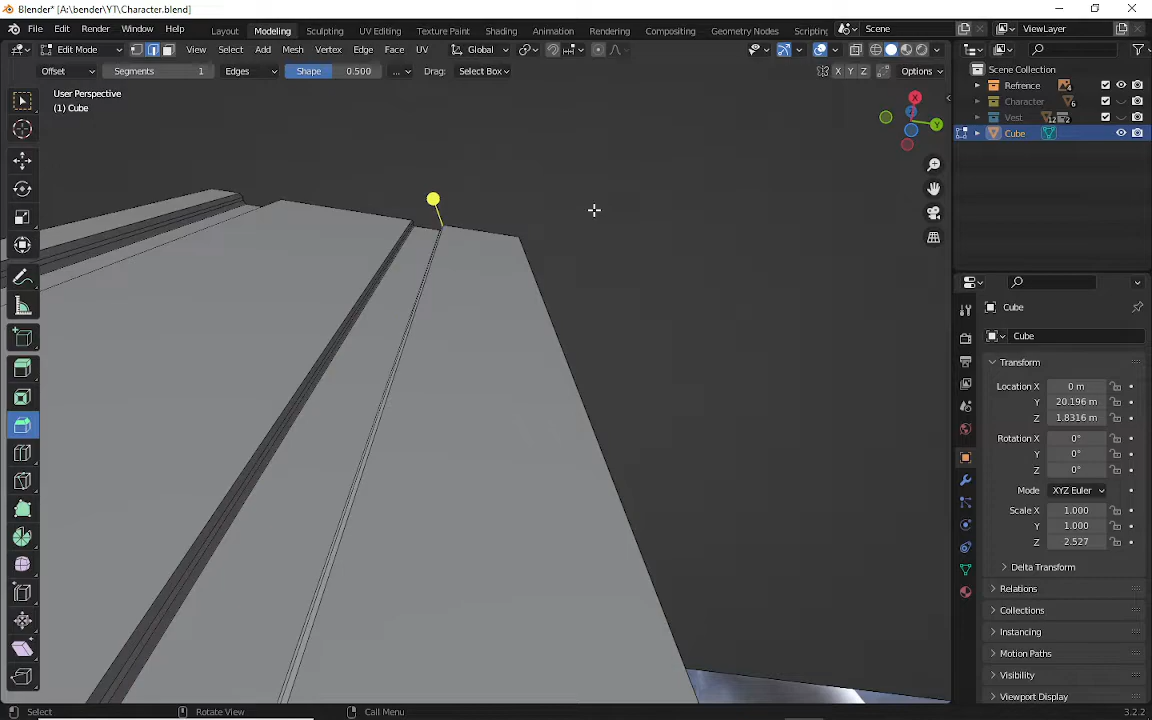 Blender* [A:\bender\YT\Character.blend]
File Edit Render Window Help Layout Modeling Sculpting UV Editing Texture Paint Shading Animation Rendering Compositing Geometry Nodes Scripting Scene ViewLayer
Edit Mode View Select Add Mesh Vertex Edge Face UV Global
Offset Segments 1 Edges Shape 0.500 ... Drag: Select Box X Y Z Options
User Perspective
(1) Cube
X
Y
Z
Scene Collection
Refrence 4
Character 6
Vest 12 2
Cube
Cube
Cube
Transform
Location X 0 m
Y 20.196 m
Z 1.8316 m
Rotation X 0°
Y 0°
Z 0°
Mode XYZ Euler
Scale X 1.000
Y 1.000
Z 2.527
Delta Transform
Relations
Collections
Instancing
Motion Paths
Visibility
Viewport Display
Select Rotate View Call Menu 3.2.2